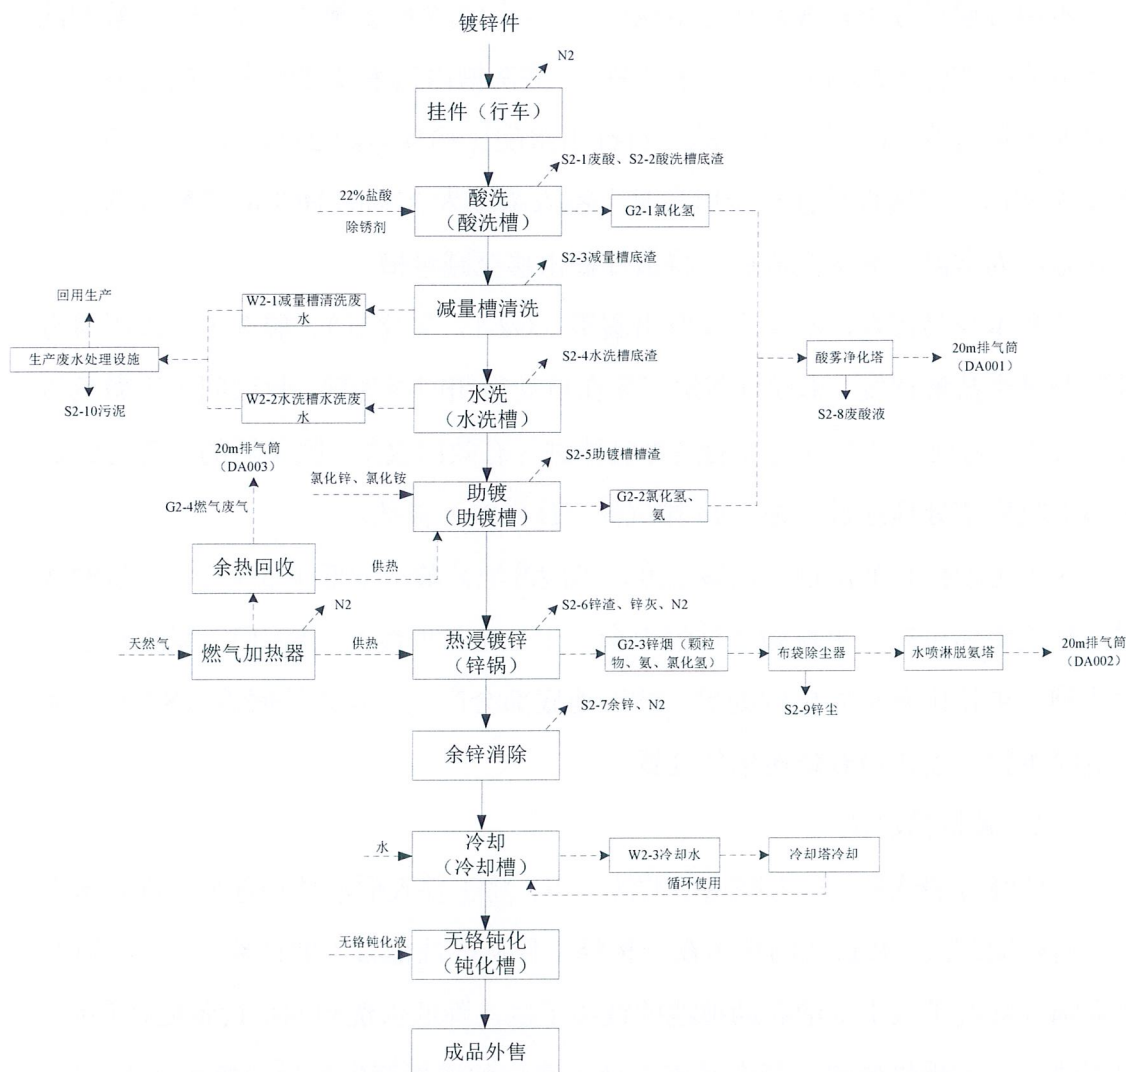 镀锌件
N2
挂件（行车）
S2-1废酸、S2-2酸洗槽底渣
22%盐酸
除锈剂
酸洗
（酸洗槽）
G2-1氯化氢
S2-3减量槽底渣
回用生产
W2-1减量槽清洗废
水
减量槽清洗
生产废水处理设施
S2-4水洗槽底渣
酸雾净化塔
20m排气筒
（DA001）
S2-10污泥
W2-2水洗槽水洗废
水
水洗
（水洗槽）
S2-8废酸液
20m排气筒
（DA003）
S2-5助镀槽槽渣
氯化锌、氯化铵
助镀
（助镀槽）
G2-2氯化氢、
氨
G2-4燃气废气
余热回收
供热
N2
S2-6锌渣、锌灰、N2
天然气
燃气加热器
供热
热浸镀锌
（锌锅）
G2-3锌烟（颗粒
物、氨、氯化氢）
布袋除尘器
水喷淋脱氨塔
20m排气筒
（DA002）
S2-7余锌、N2
S2-9锌尘
余锌消除
水
冷却
（冷却槽）
W2-3冷却水
冷却塔冷却
循环使用
无铬钝化液
无铬钝化
（钝化槽）
成品外售